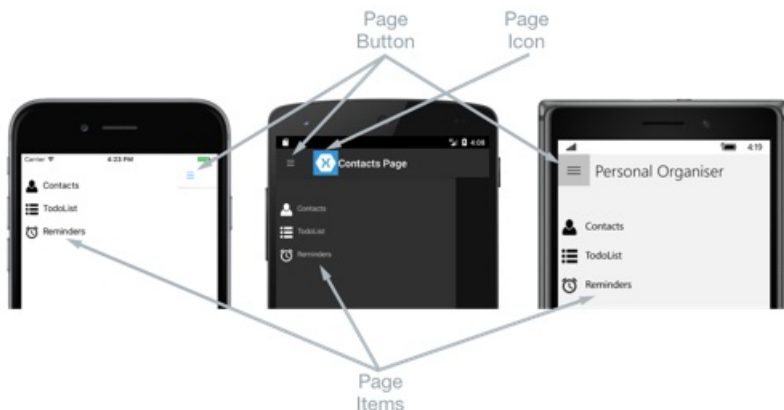 Page
Button
Page
Icon
Carrier
4:23 PM
Contacts
TodoList
Reminders
4:08
Contacts Page
Contacts
TodoList
Reminders
4:19
Personal Organiser
Contacts
TodoList
Reminders
Page
Items